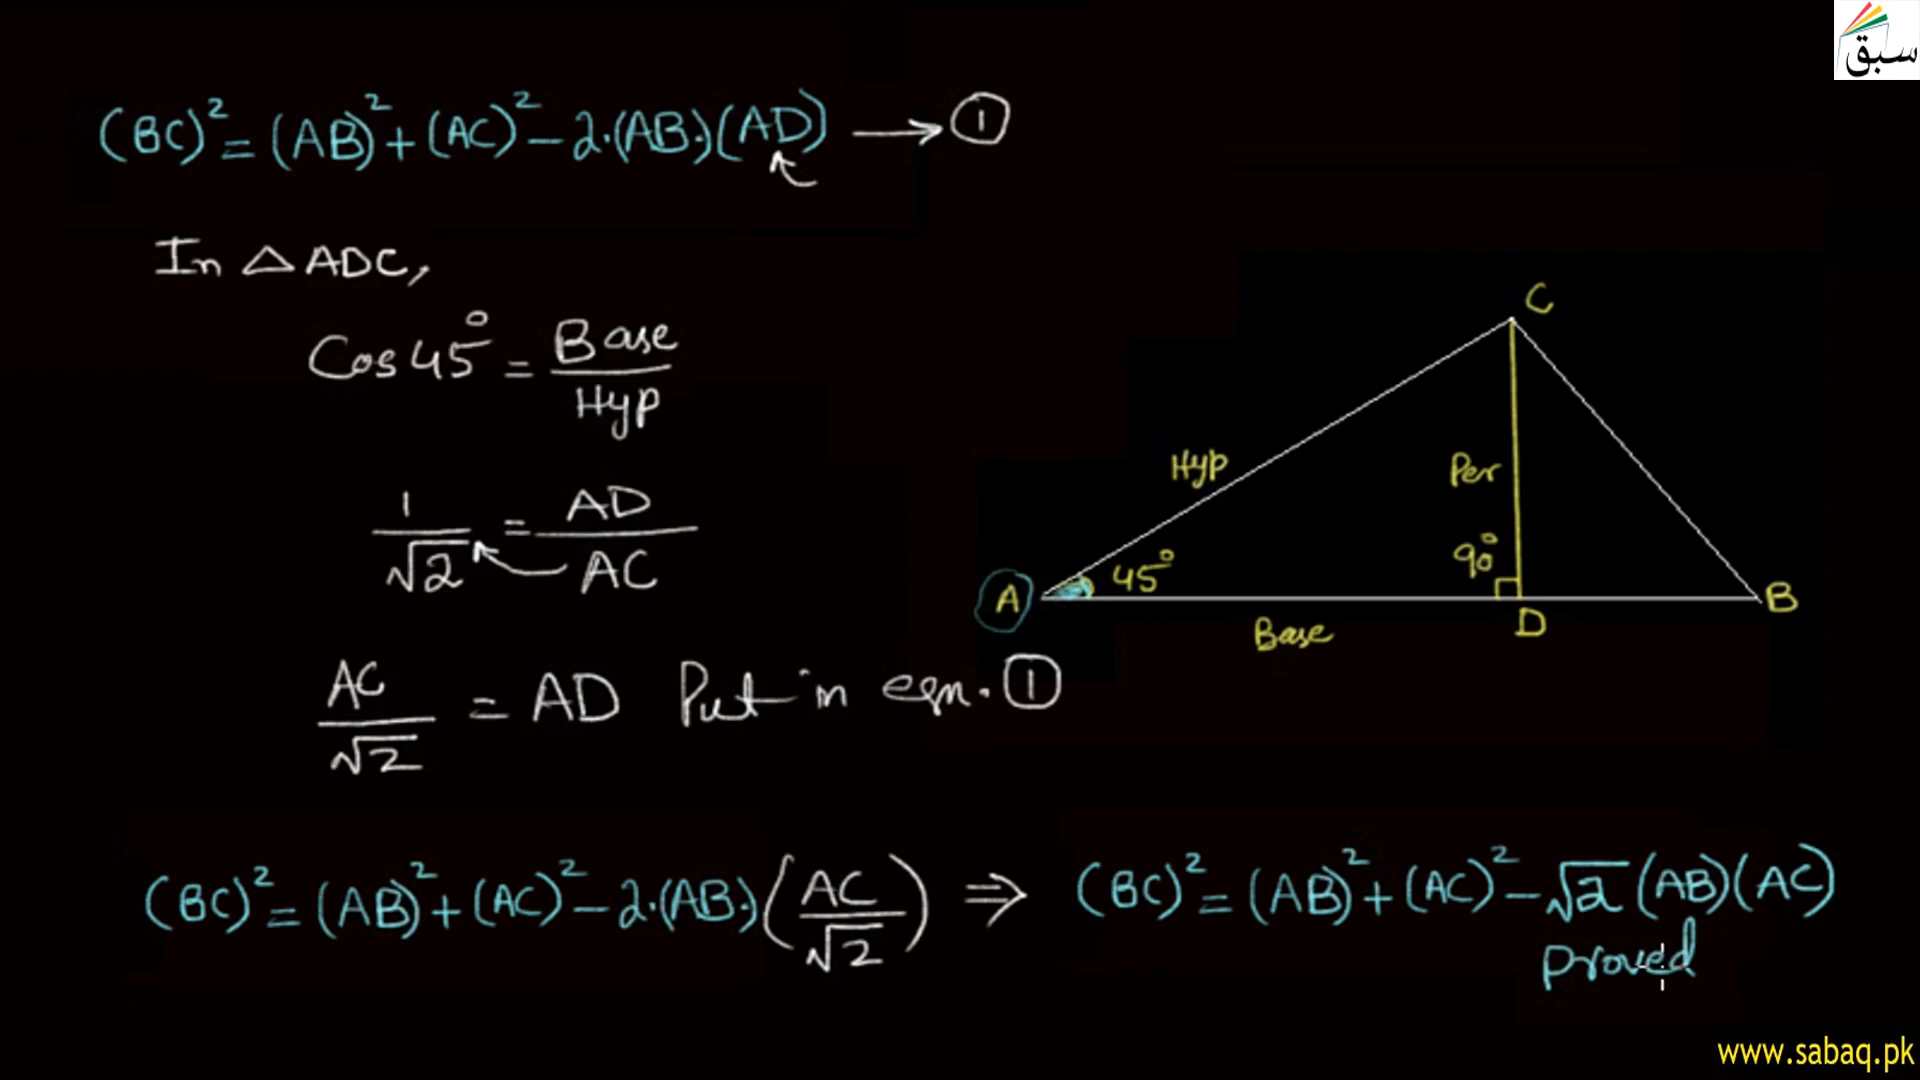 سبق
(BC)² = (AB)² + (AC)² − 2·(AB·)(AD) ⟶ ①
In △ADC,
Cos 45° = Base / Hyp
1/√2 = AD/AC
AC/√2 = AD Put in eqn. ①
C
Hyp
Per
A
45°
90°
B
Base
D
(BC)² = (AB)² + (AC)² − 2·(AB·)(AC/√2) ⇒ (BC)² = (AB)² + (AC)² − √2 (AB)(AC)
proved
www.sabaq.pk